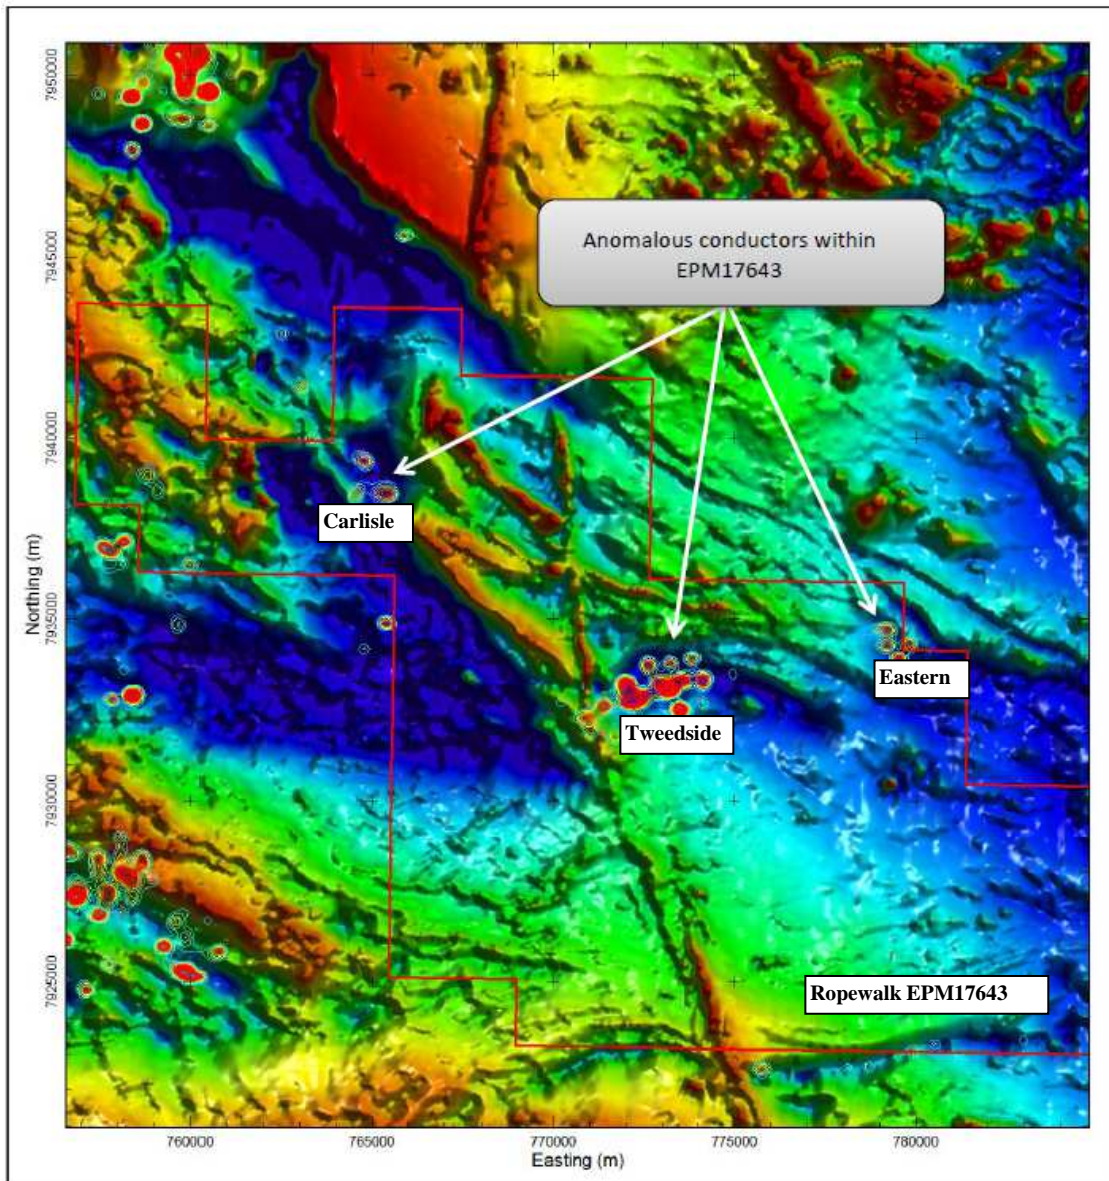 7950000
7945000
Anomalous conductors within
EPM17643
7940000
Carlisle
Northing (m)
7935000
Eastern
Tweedside
7930000
7925000
Ropewalk EPM17643
760000
765000
770000
775000
780000
Easting (m)